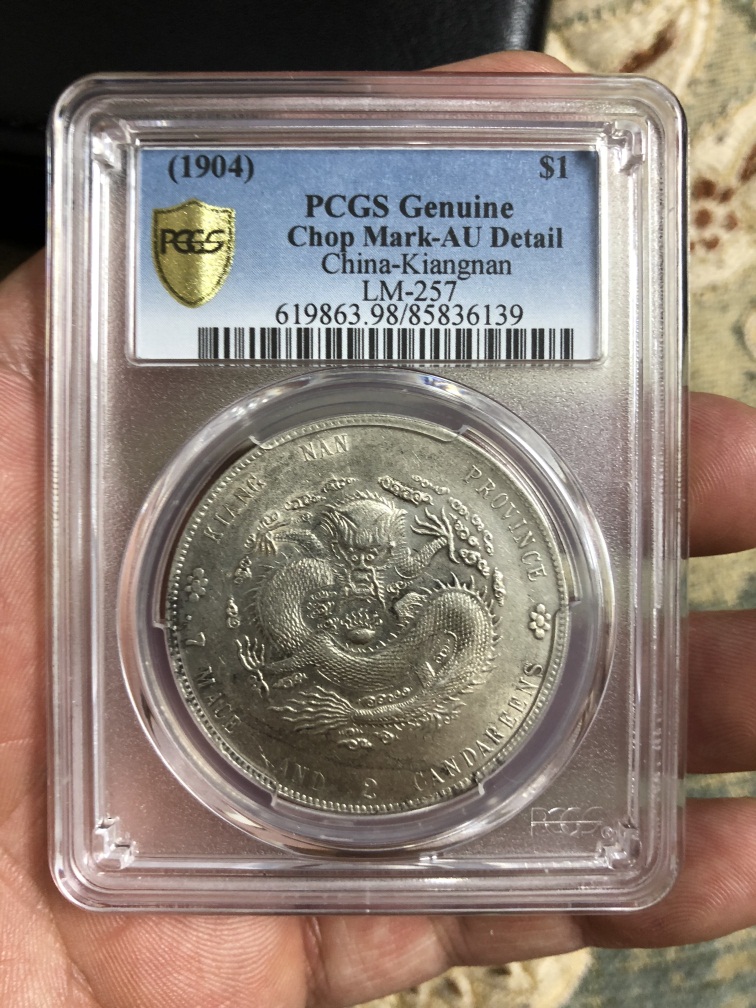 (1904) $1
PCGS Genuine
PCGS
Chop Mark-AU Detail
China-Kiangnan
LM-257
619863.98/85836139
KIANG NAN PROVINCE
7 MACE AND 2 CANDAREENS
PCGS